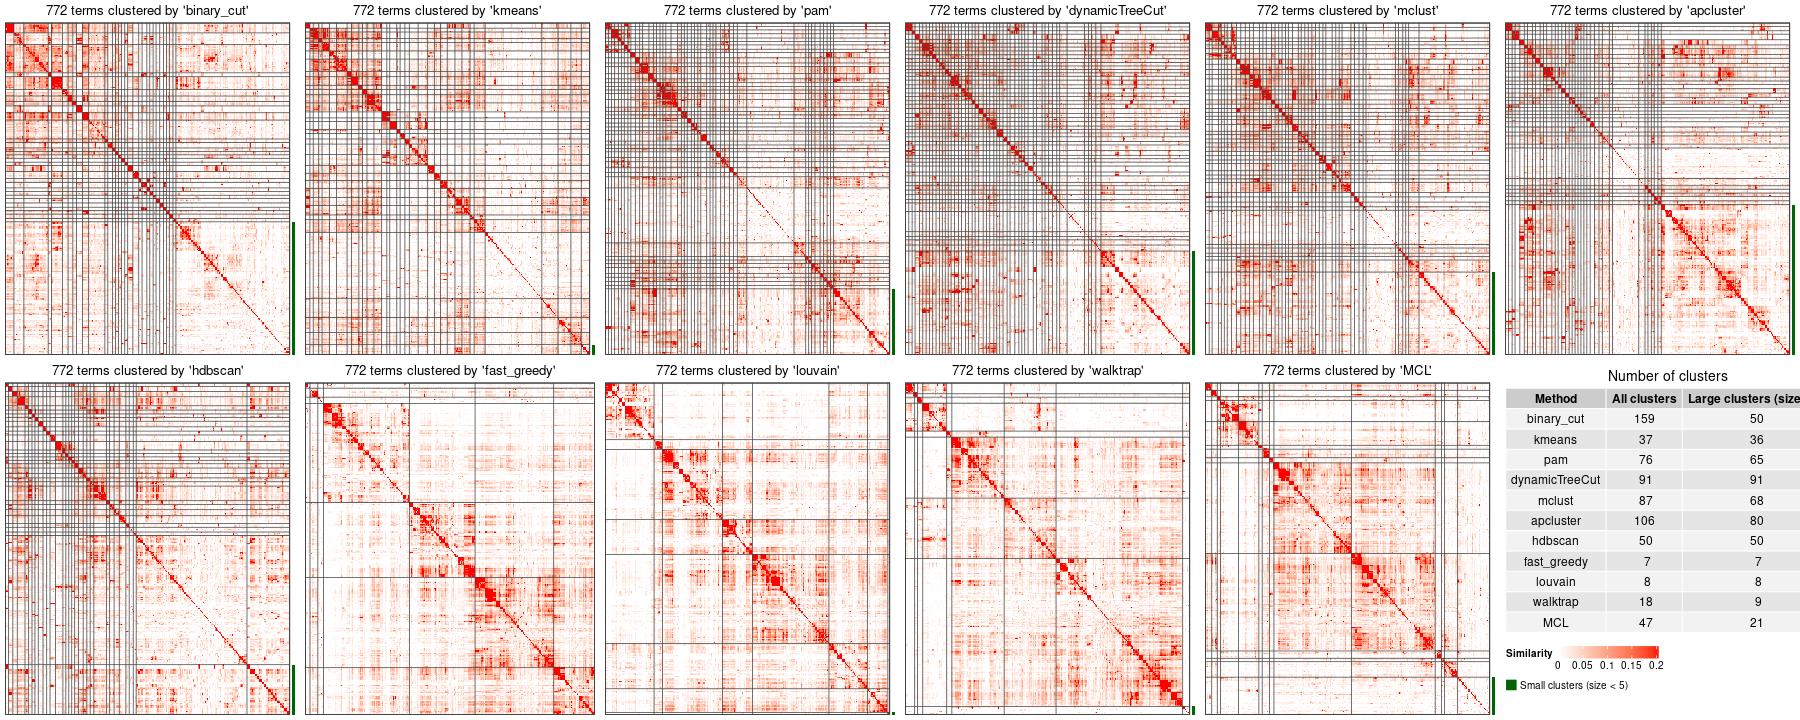 772 terms clustered by 'binary_cut'
772 terms clustered by 'kmeans'
772 terms clustered by 'pam'
772 terms clustered by 'dynamicTreeCut'
772 terms clustered by 'mclust'
772 terms clustered by 'apcluster'
772 terms clustered by 'hdbscan'
772 terms clustered by 'fast_greedy'
772 terms clustered by 'louvain'
772 terms clustered by 'walktrap'
772 terms clustered by 'MCL'
Number of clusters
Method All clusters Large clusters (size
binary_cut 159 50
kmeans 37 36
pam 76 65
dynamicTreeCut 91 91
mclust 87 68
apcluster 106 80
hdbscan 50 50
fast_greedy 7 7
louvain 8 8
walktrap 18 9
MCL 47 21
Similarity
0 0.05 0.1 0.15 0.2
Small clusters (size < 5)